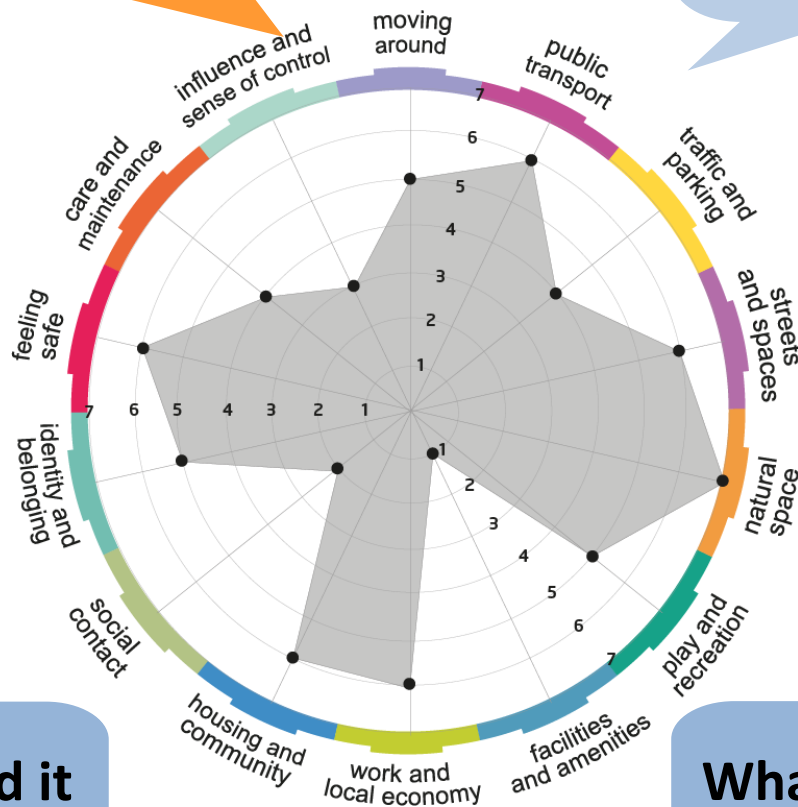 moving
around
influence and
sense of control
public
transport
7
6
5
4
3
2
1
care and
maintenance
traffic and
parking
feeling
safe
streets
and spaces
7 6 5 4 3 2 1
identity and
belonging
natural
space
1
2
3
4
5
6
7
social
contact
play and
recreation
housing and
community
facilities
and amenities
work and
local economy
d it
Wha